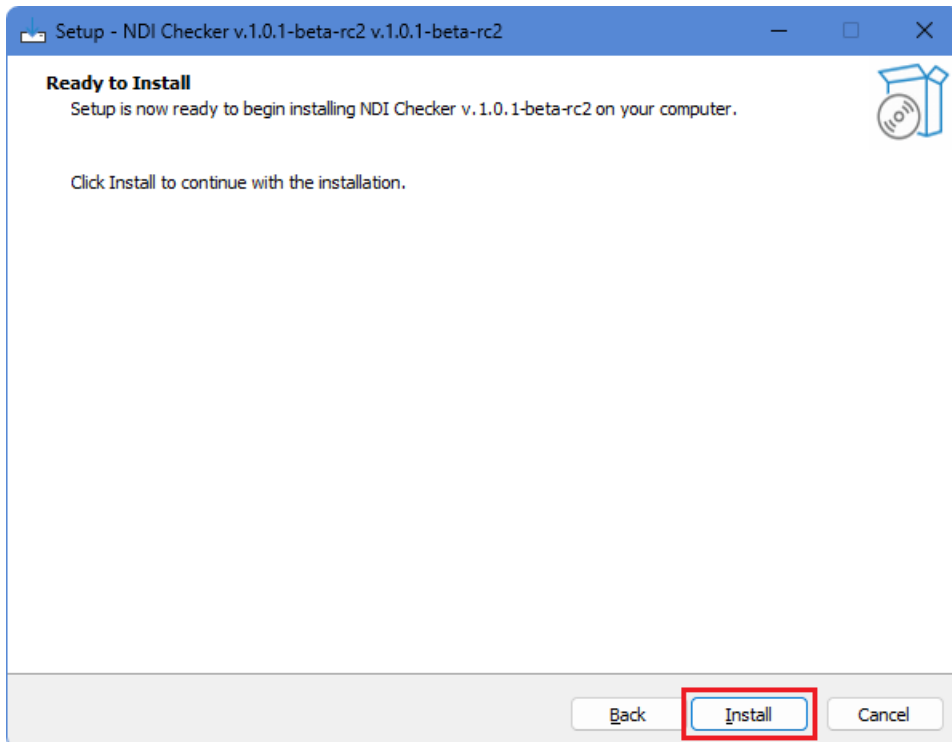 Setup - NDI Checker v.1.0.1-beta-rc2 v.1.0.1-beta-rc2
Ready to Install
Setup is now ready to begin installing NDI Checker v.1.0.1-beta-rc2 on your computer.
Click Install to continue with the installation.
Back Install Cancel